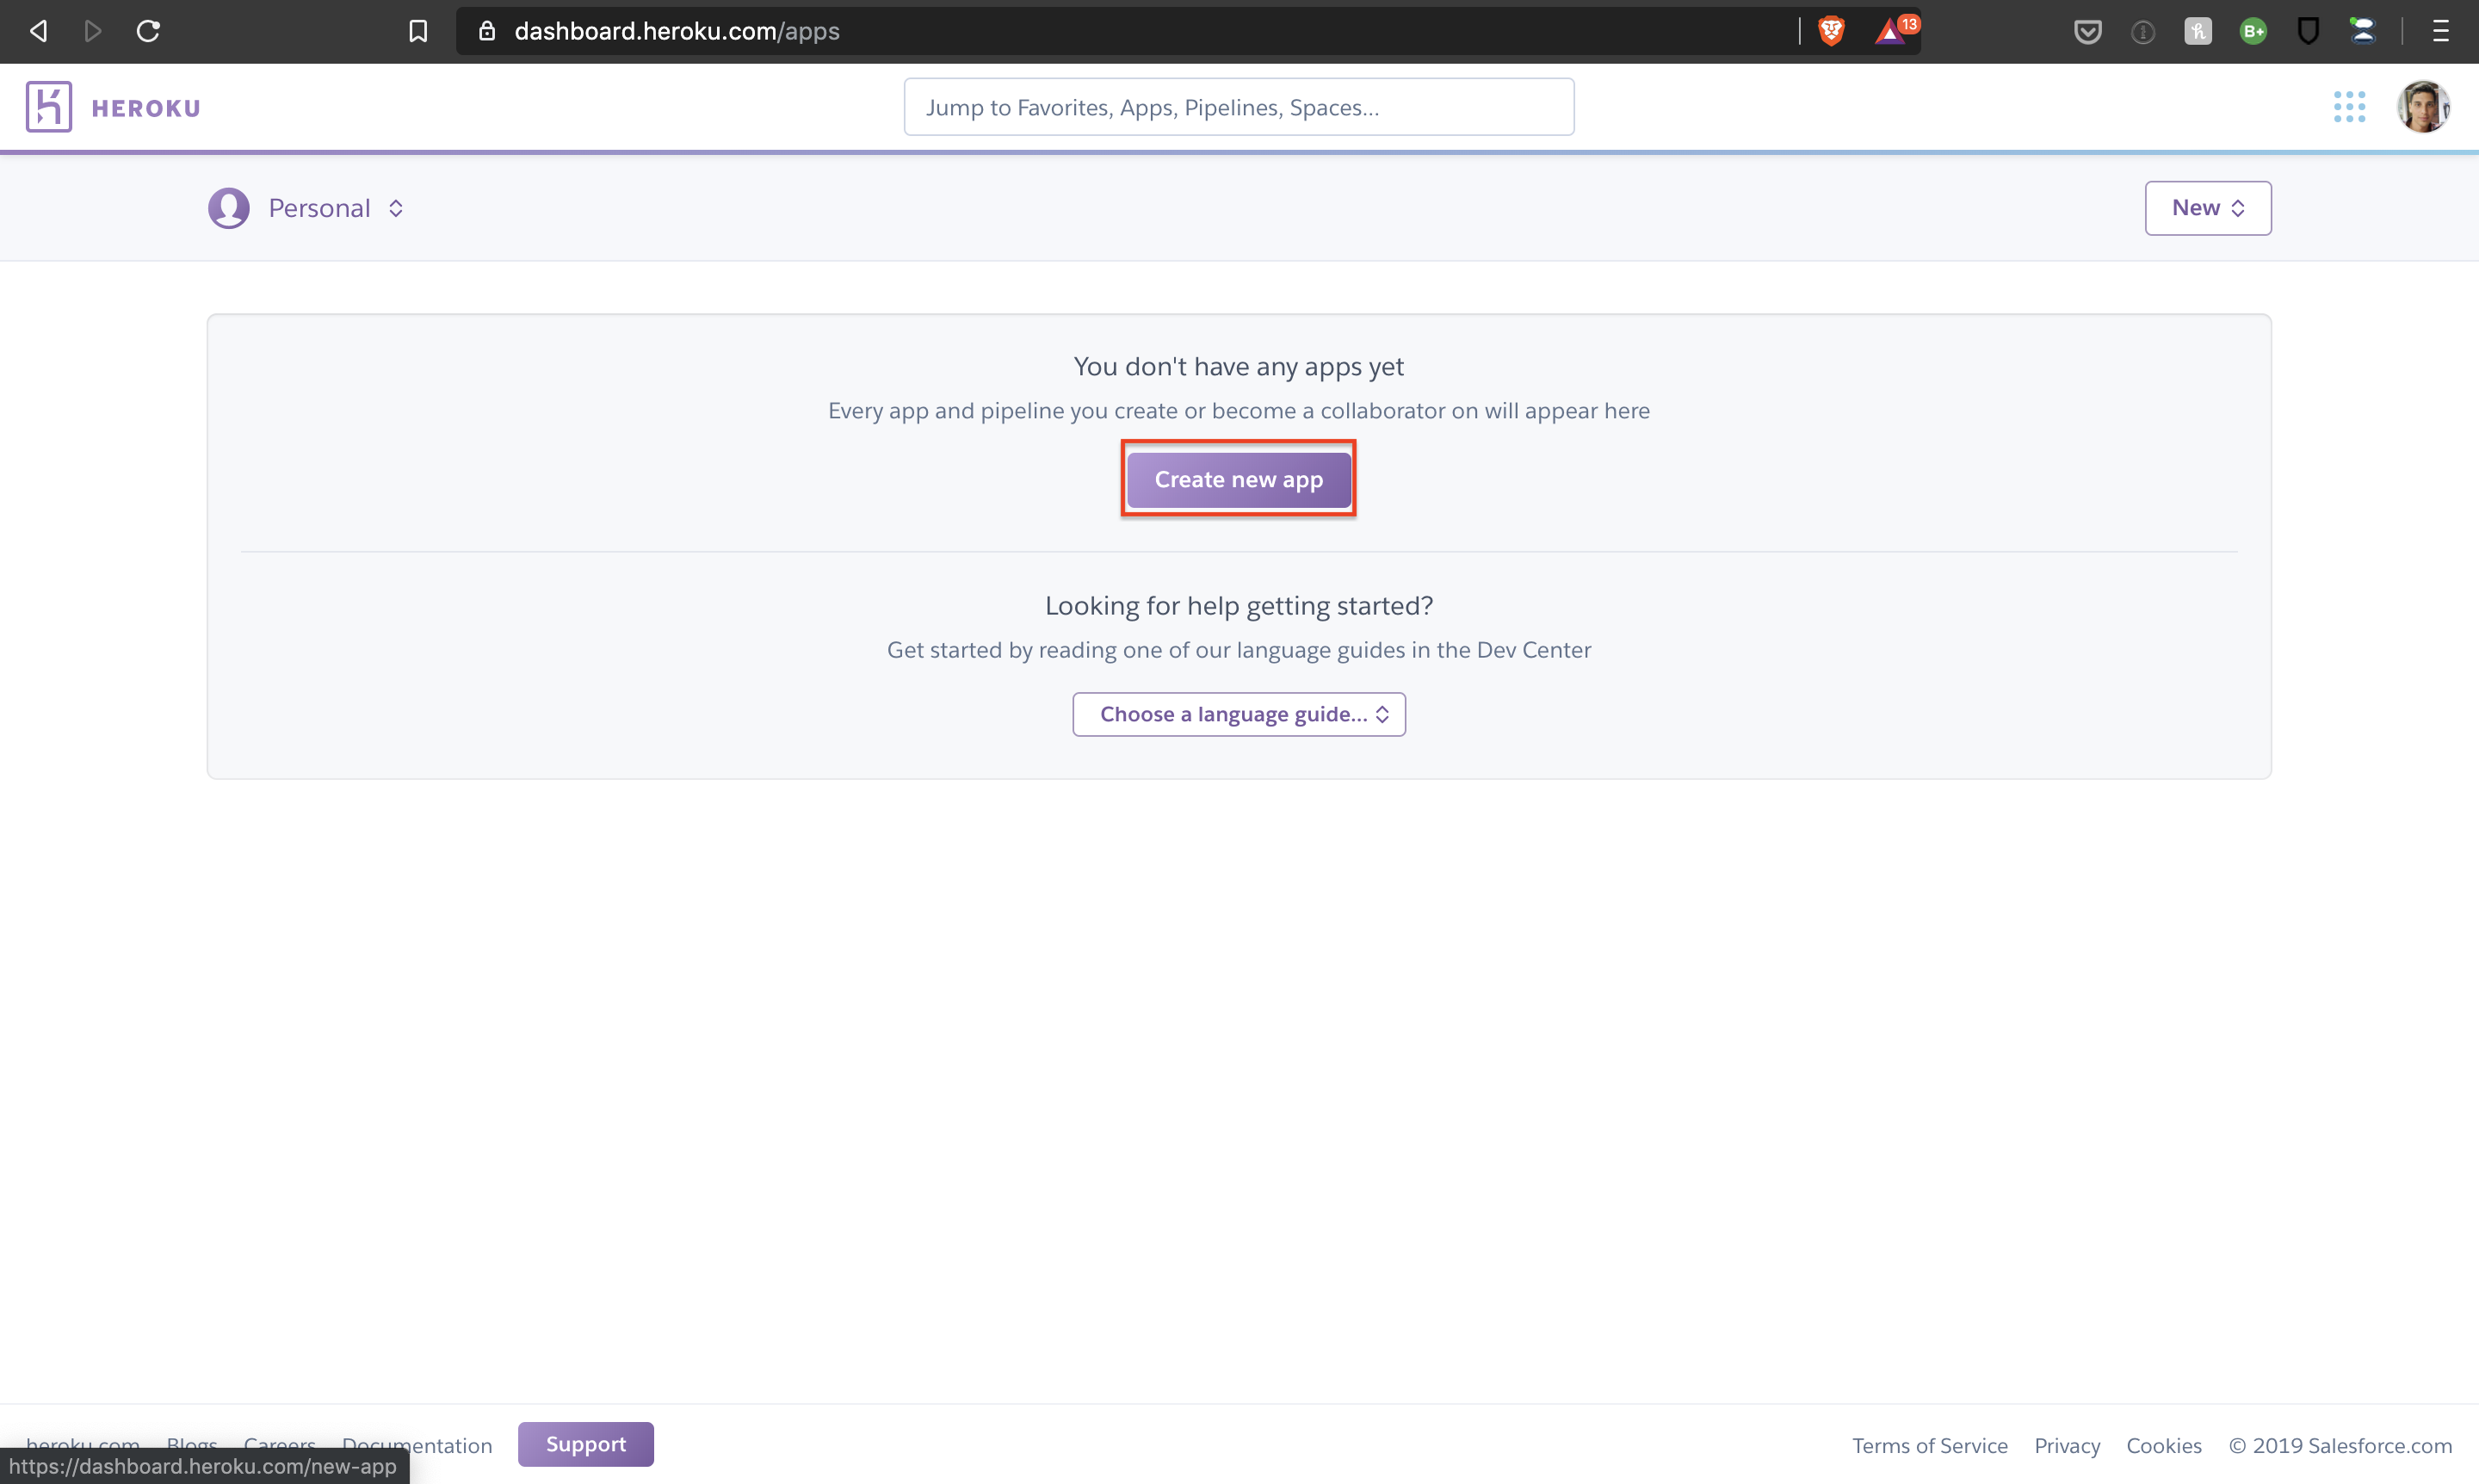 dashboard.heroku.com/apps
13
B+
HEROKU
Jump to Favorites, Apps, Pipelines, Spaces...
Personal
New
You don't have any apps yet
Every app and pipeline you create or become a collaborator on will appear here
Create new app
Looking for help getting started?
Get started by reading one of our language guides in the Dev Center
Choose a language guide...
heroku.com Blogs Careers Documentation Support Terms of Service Privacy Cookies © 2019 Salesforce.com
https://dashboard.heroku.com/new-app